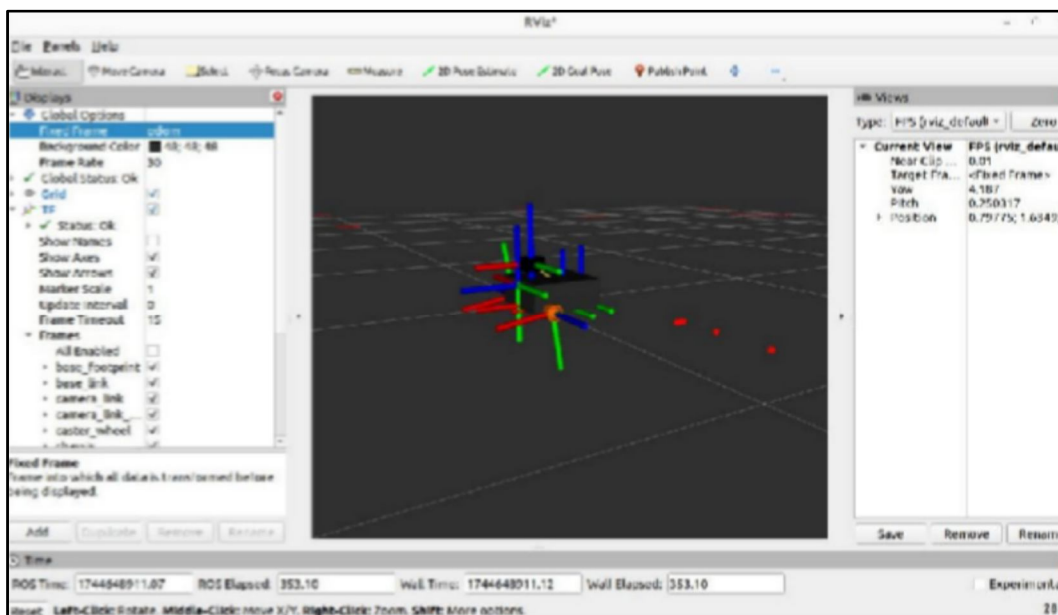 RViz*
File Panels Help
Interact Move Camera Select Focus Camera Measure 2D Pose Estimate 2D Goal Pose Publish Point
Displays
Global Options
Fixed Frame odom
Background Color 48; 48; 48
Frame Rate 30
Global Status: Ok
Grid
TF
Status: Ok
Show Names
Show Axes
Show Arrows
Marker Scale 1
Update Interval 0
Frame Timeout 15
Frames
All Enabled
base_footprint
base_link
camera_link
camera_link_...
caster_wheel
chassis
Fixed Frame
Frame into which all data is transformed before
being displayed.
Add Duplicate Remove Rename
Views
Type: FPS (rviz_default Zero
Current View FPS (rviz_defau
Near Clip ... 0.01
Target Fra... <Fixed Frame>
Yaw 4.187
Pitch 0.250317
Position 0.79775; 1.6349
Save Remove Renam
Time
ROS Time: 1744648911.07 ROS Elapsed: 353.10 Wall Time: 1744648911.12 Wall Elapsed: 353.10 Experimenta
Reset Left-Click: Rotate. Middle-Click: Move X/Y. Right-Click: Zoom. Shift: More options.